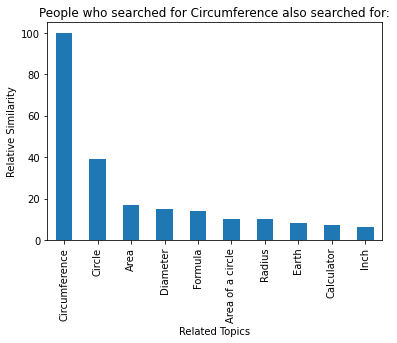 People who searched for Circumference also searched for:
Relative Similarity
100
80
60
40
20
0
Circumference
Circle
Area
Diameter
Formula
Area of a circle
Radius
Earth
Calculator
Inch
Related Topics